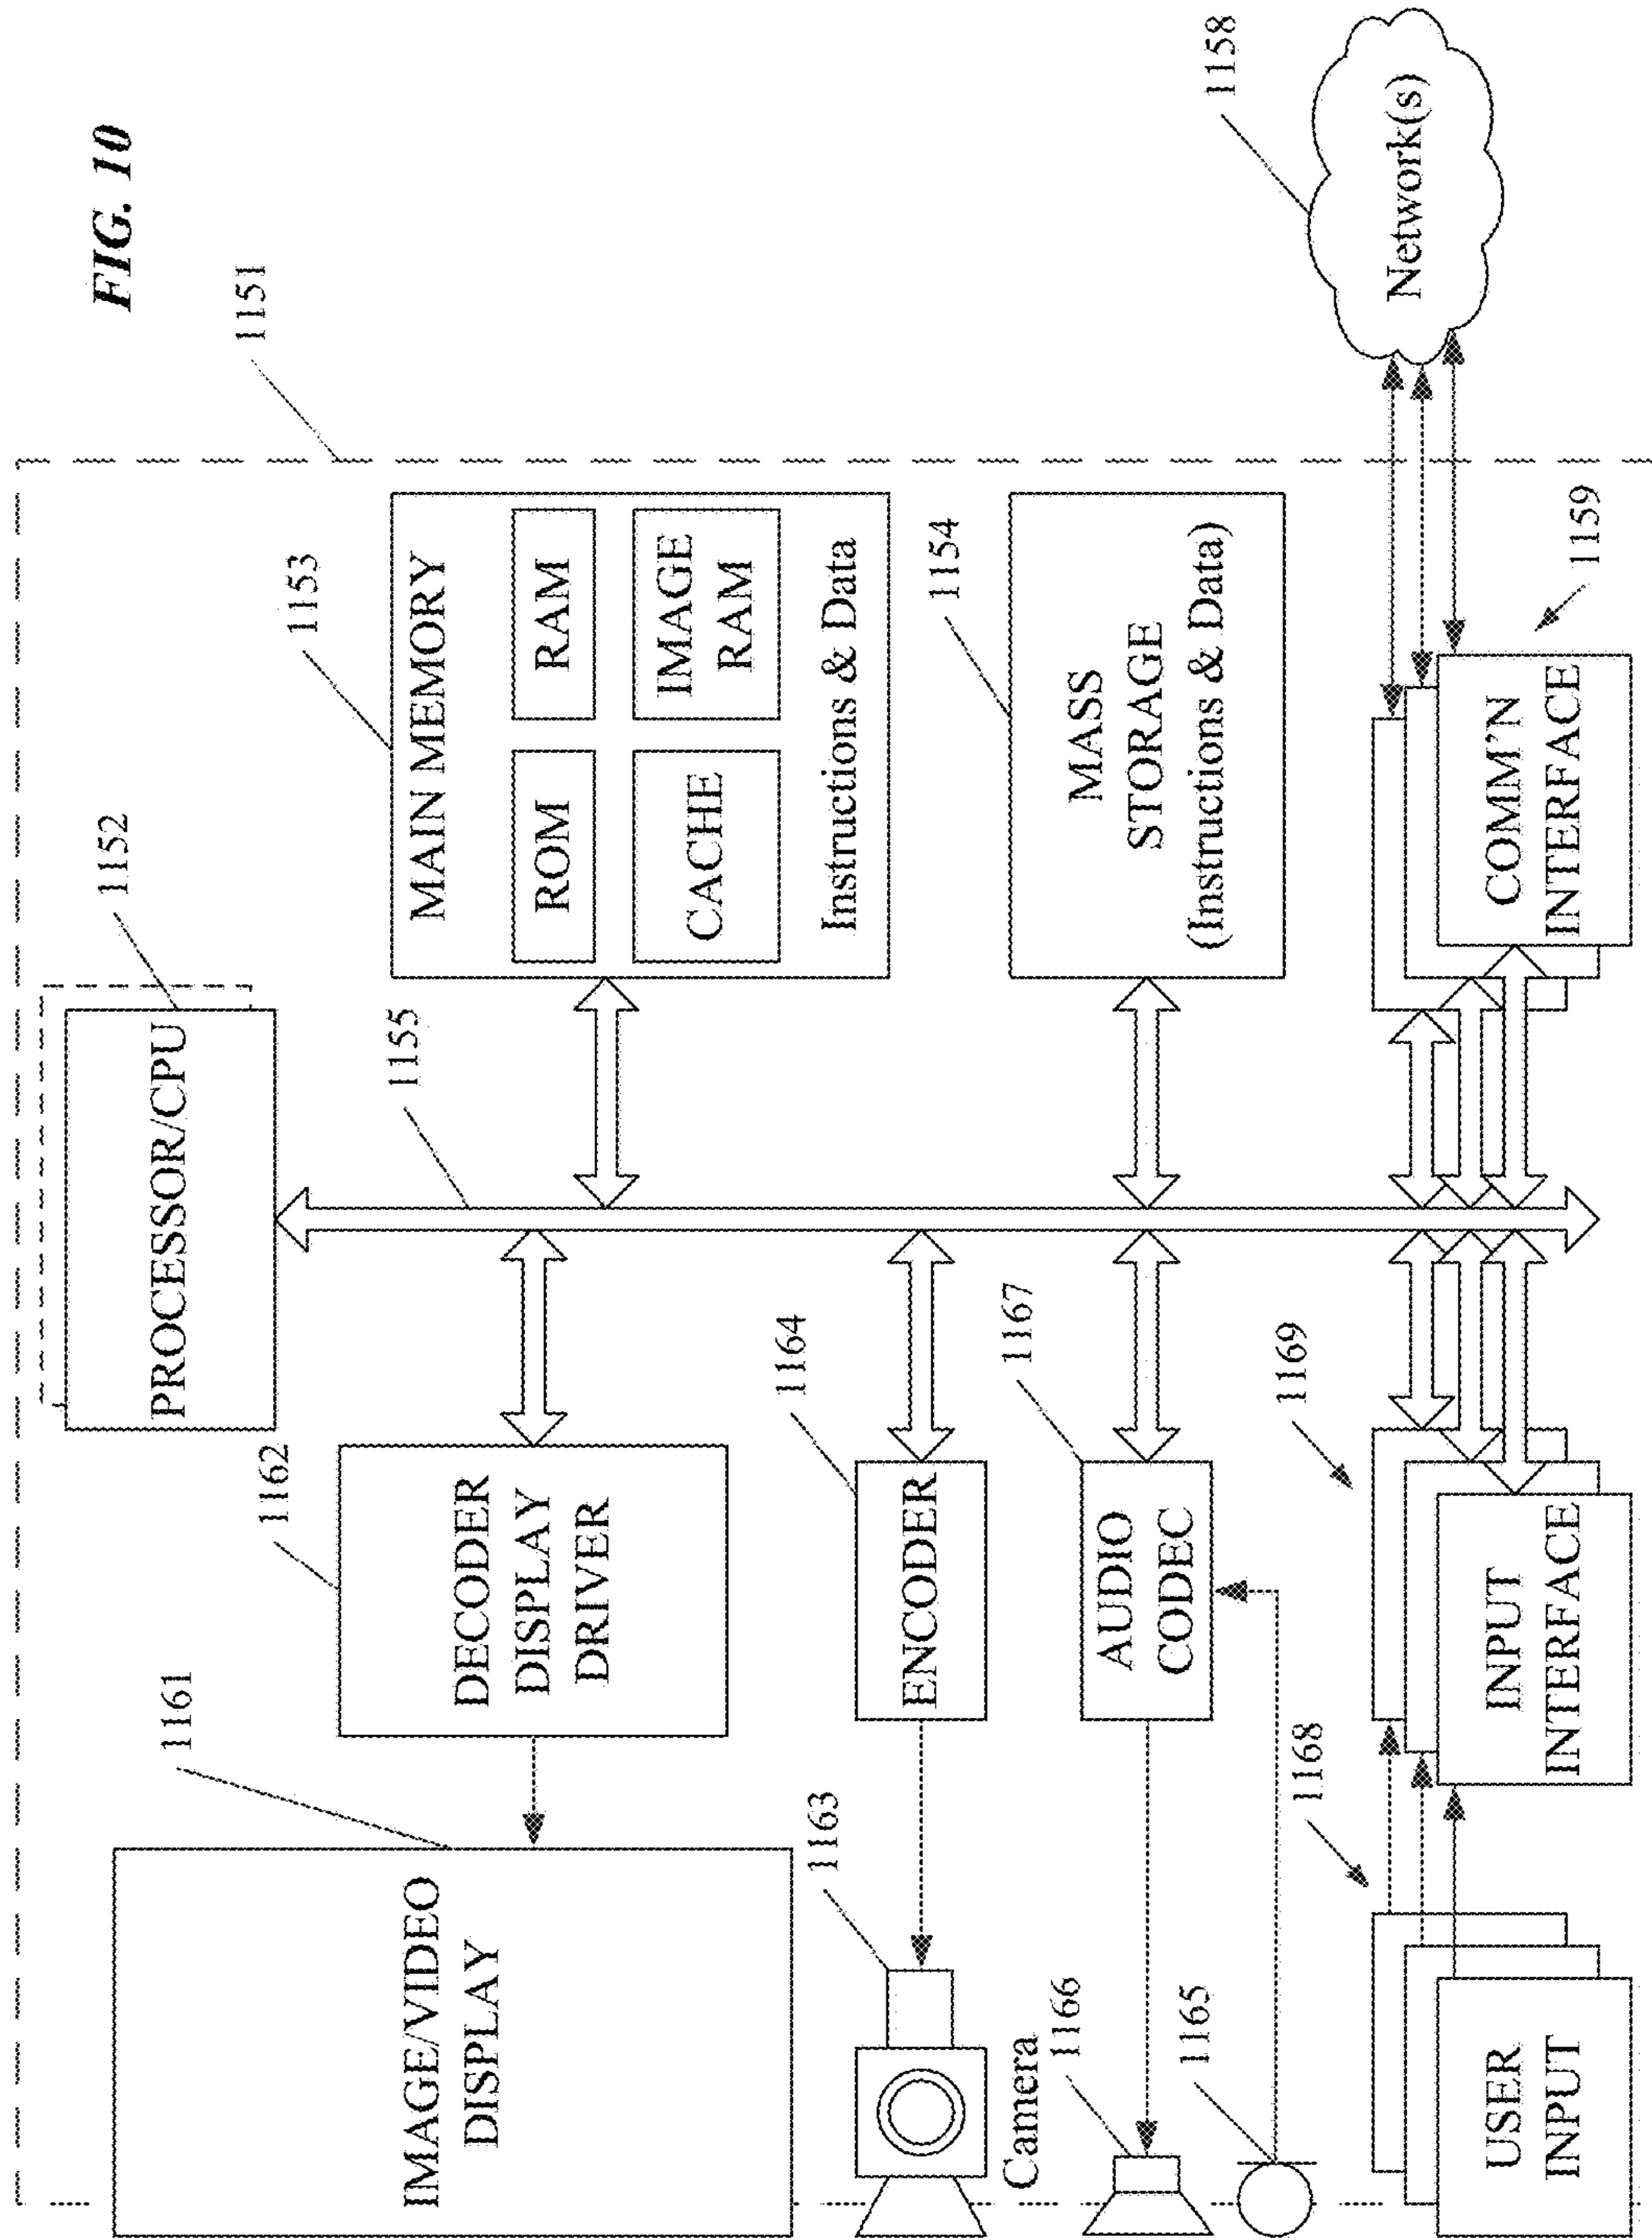 FIG. 10
1151
1152
PROCESSOR/CPU
1161
IMAGE/VIDEO
DISPLAY
1162
DECODER
DISPLAY
DRIVER
1155
1153
MAIN MEMORY
ROM
RAM
CACHE
IMAGE
RAM
Instructions & Data
1163
Camera
1164
ENCODER
1166
1165
1167
AUDIO
CODEC
1154
MASS
STORAGE
(Instructions & Data)
1168
USER
INPUT
1169
INPUT
INTERFACE
COMM'N
INTERFACE
1159
1158
Network(s)